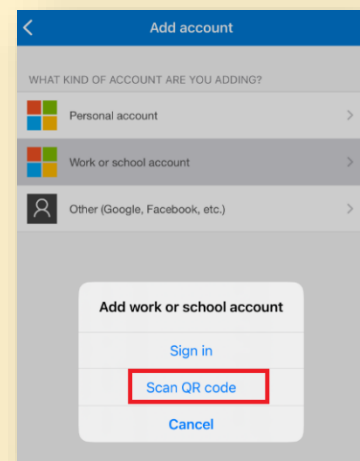 Add account
WHAT KIND OF ACCOUNT ARE YOU ADDING?
Personal account
Work or school account
Other (Google, Facebook, etc.)
Add work or school account
Sign in
Scan QR code
Cancel